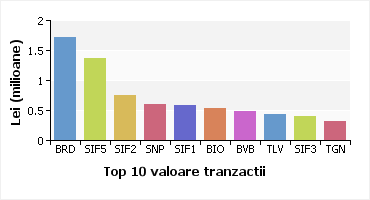 Lei (milioane)
2
1.5
1
0.5
0
BRD SIF5 SIF2 SNP SIF1 BIO BVB TLV SIF3 TGN
Top 10 valoare tranzactii